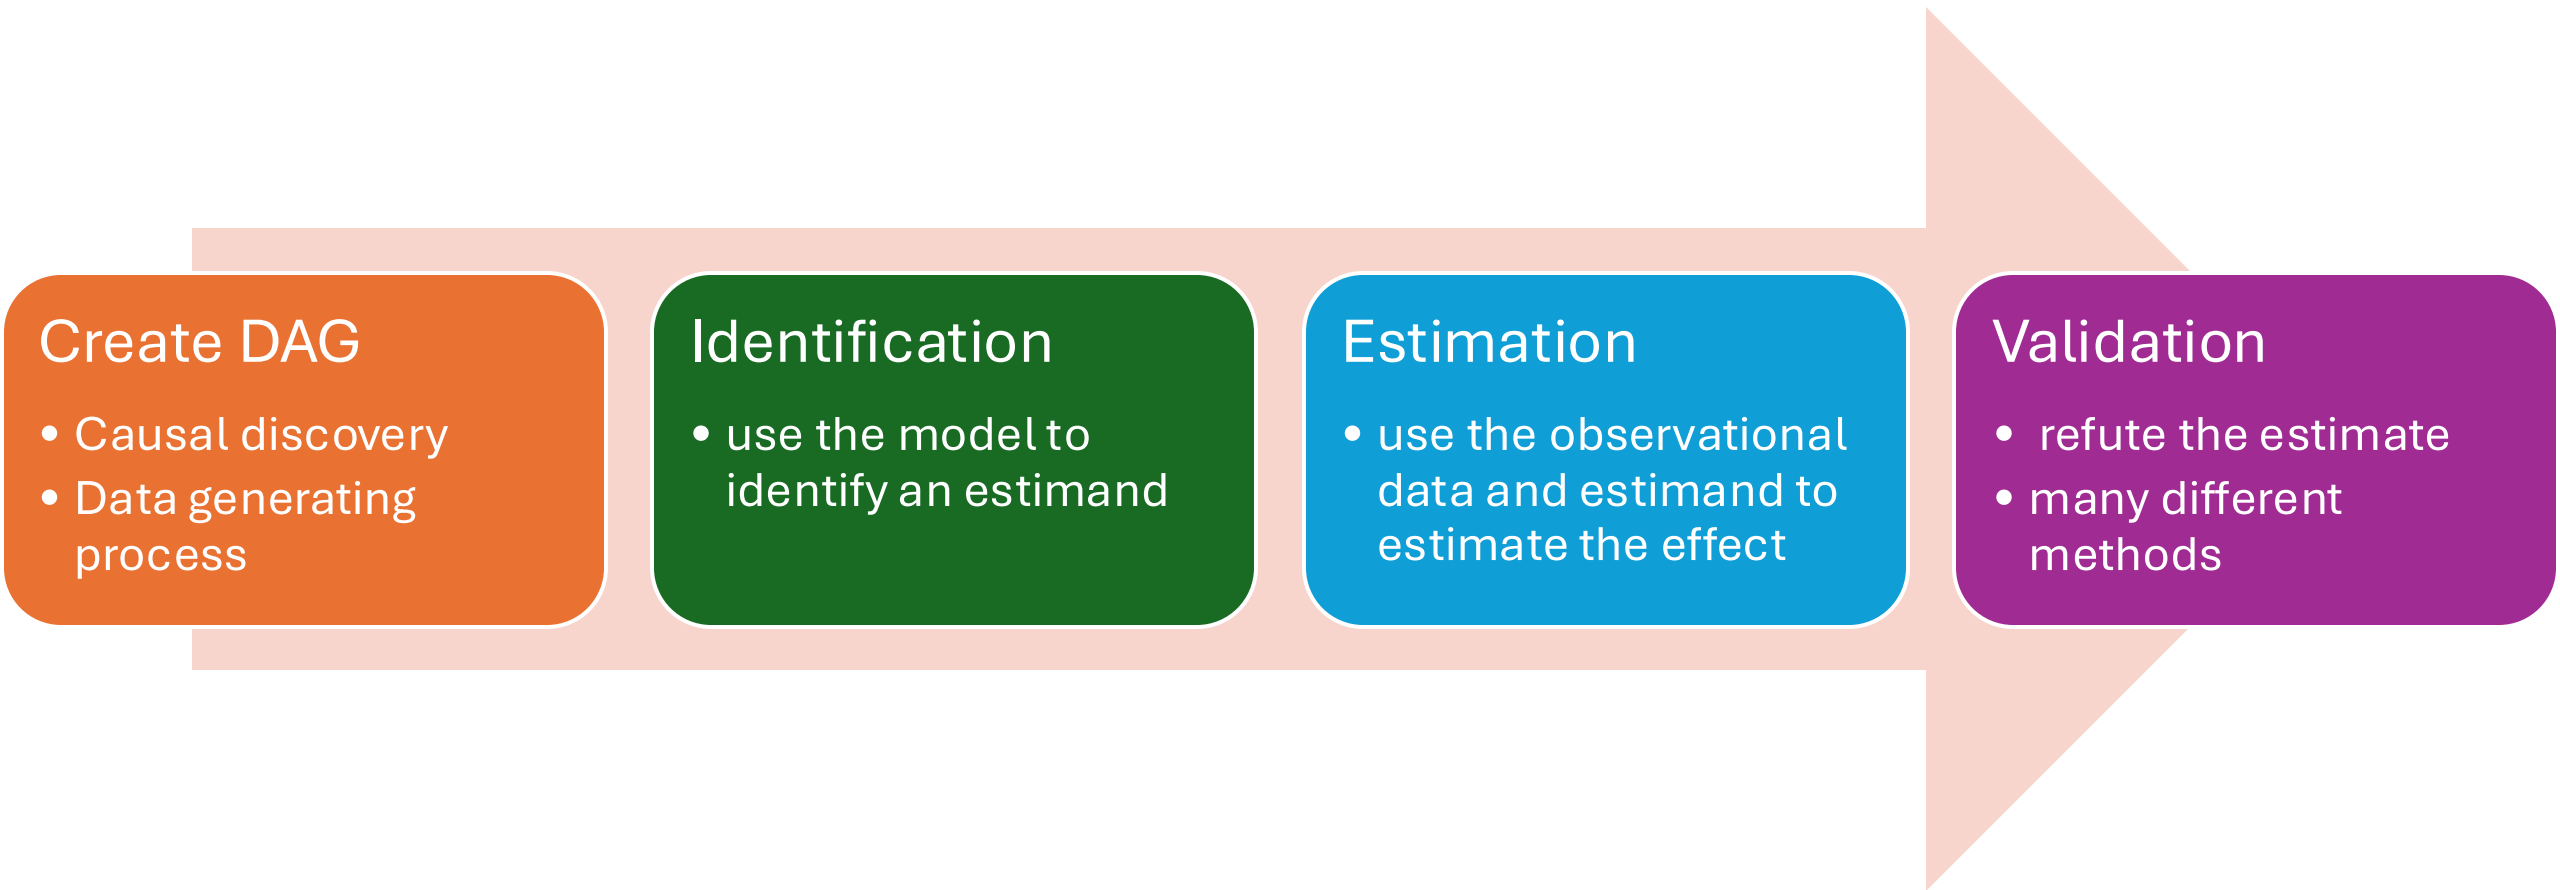 Create DAG
• Causal discovery
• Data generating
process
Identification
• use the model to
identify an estimand
Estimation
• use the observational
data and estimand to
estimate the effect
Validation
• refute the estimate
• many different
methods